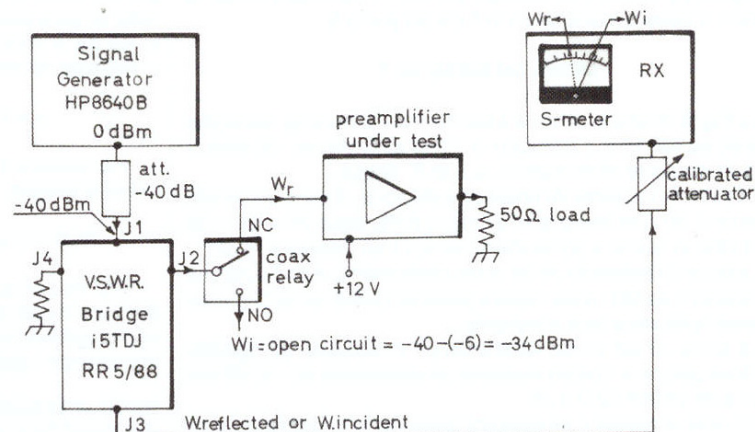 Signal
Generator
HP8640B
0 dBm
att.
-40 dB
-40 dBm
J1
J4
V.S.W.R.
Bridge
i5TDJ
RR 5/88
J2
J3
NC
coax
relay
NO
Wr
preamplifier
under test
50Ω load
+12 V
Wi = open circuit = -40-(-6)= -34 dBm
W.reflected or W.incident
Wr
Wi
RX
S-meter
calibrated
attenuator